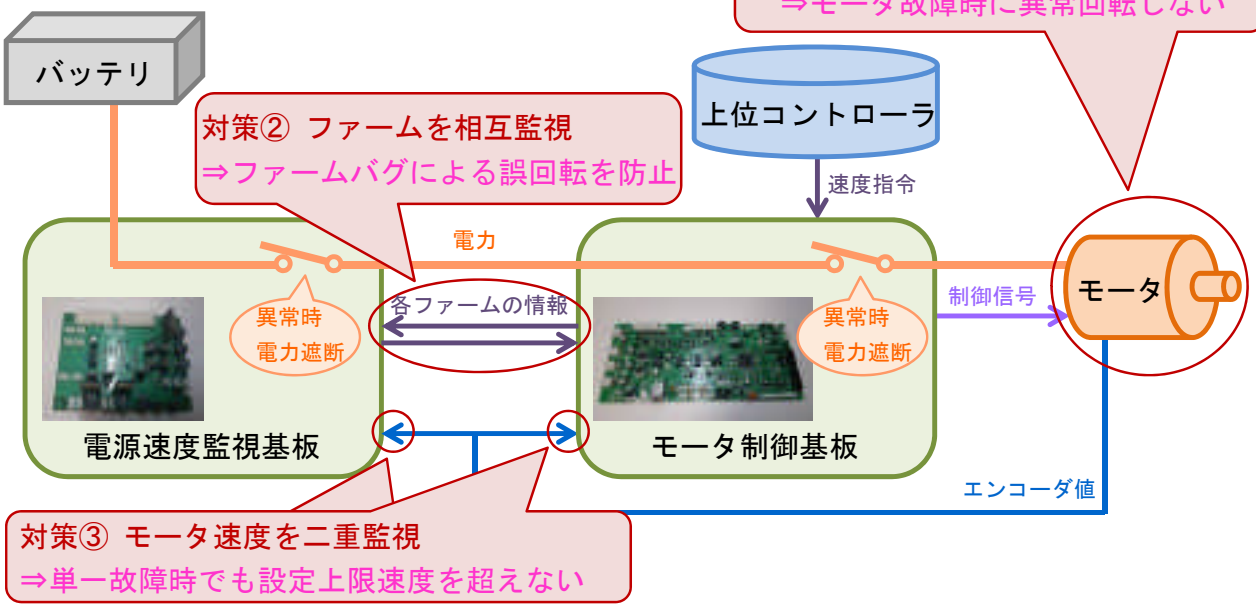 ⇒モータ故障時に異常回転しない
バッテリ
上位コントローラ
対策② ファームを相互監視
⇒ファームバグによる誤回転を防止
速度指令
電力
各ファームの情報
制御信号
モータ
異常時
電力遮断
異常時
電力遮断
電源速度監視基板
モータ制御基板
エンコーダ値
対策③ モータ速度を二重監視
⇒単一故障時でも設定上限速度を超えない